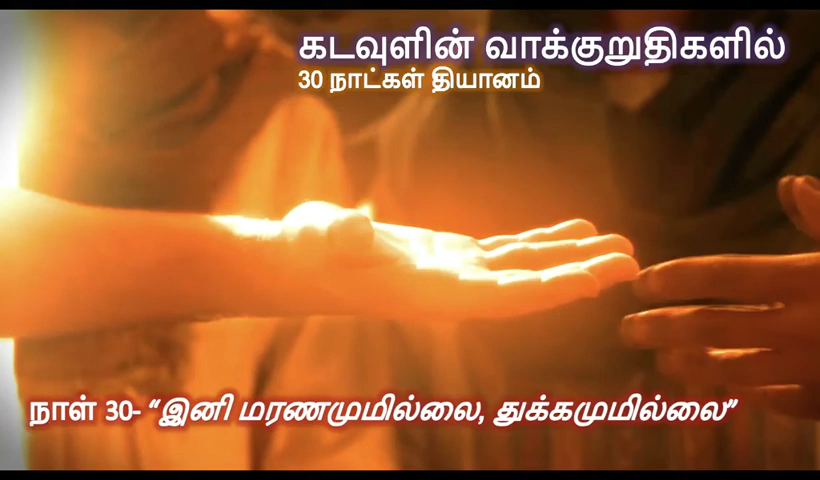 கடவுளின் வாக்குறுதிகளில்
30 நாட்கள் தியானம்
நாள் 30- “இனி மரணமுமில்லை, துக்கமுமில்லை”